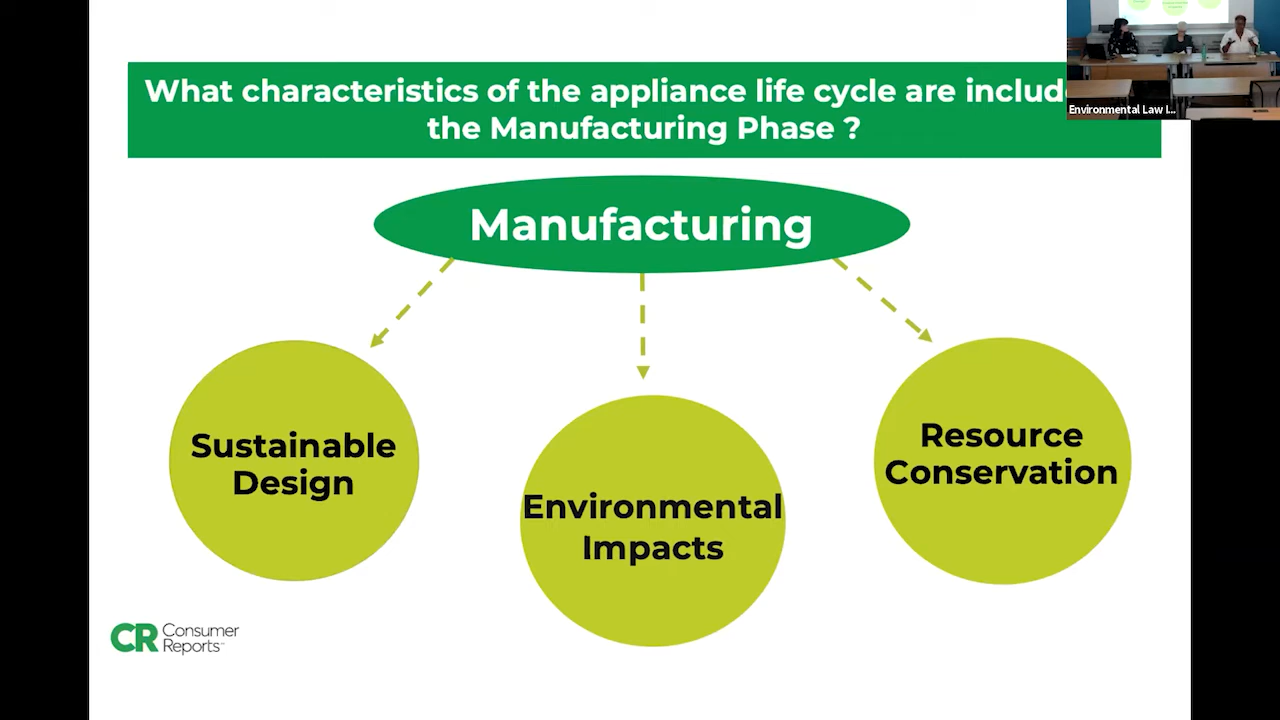 What characteristics of the appliance life cycle are includ
the Manufacturing Phase ?
Environmental Law I...
Manufacturing
Sustainable
Design
Environmental
Impacts
Resource
Conservation
CR Consumer
Reports™